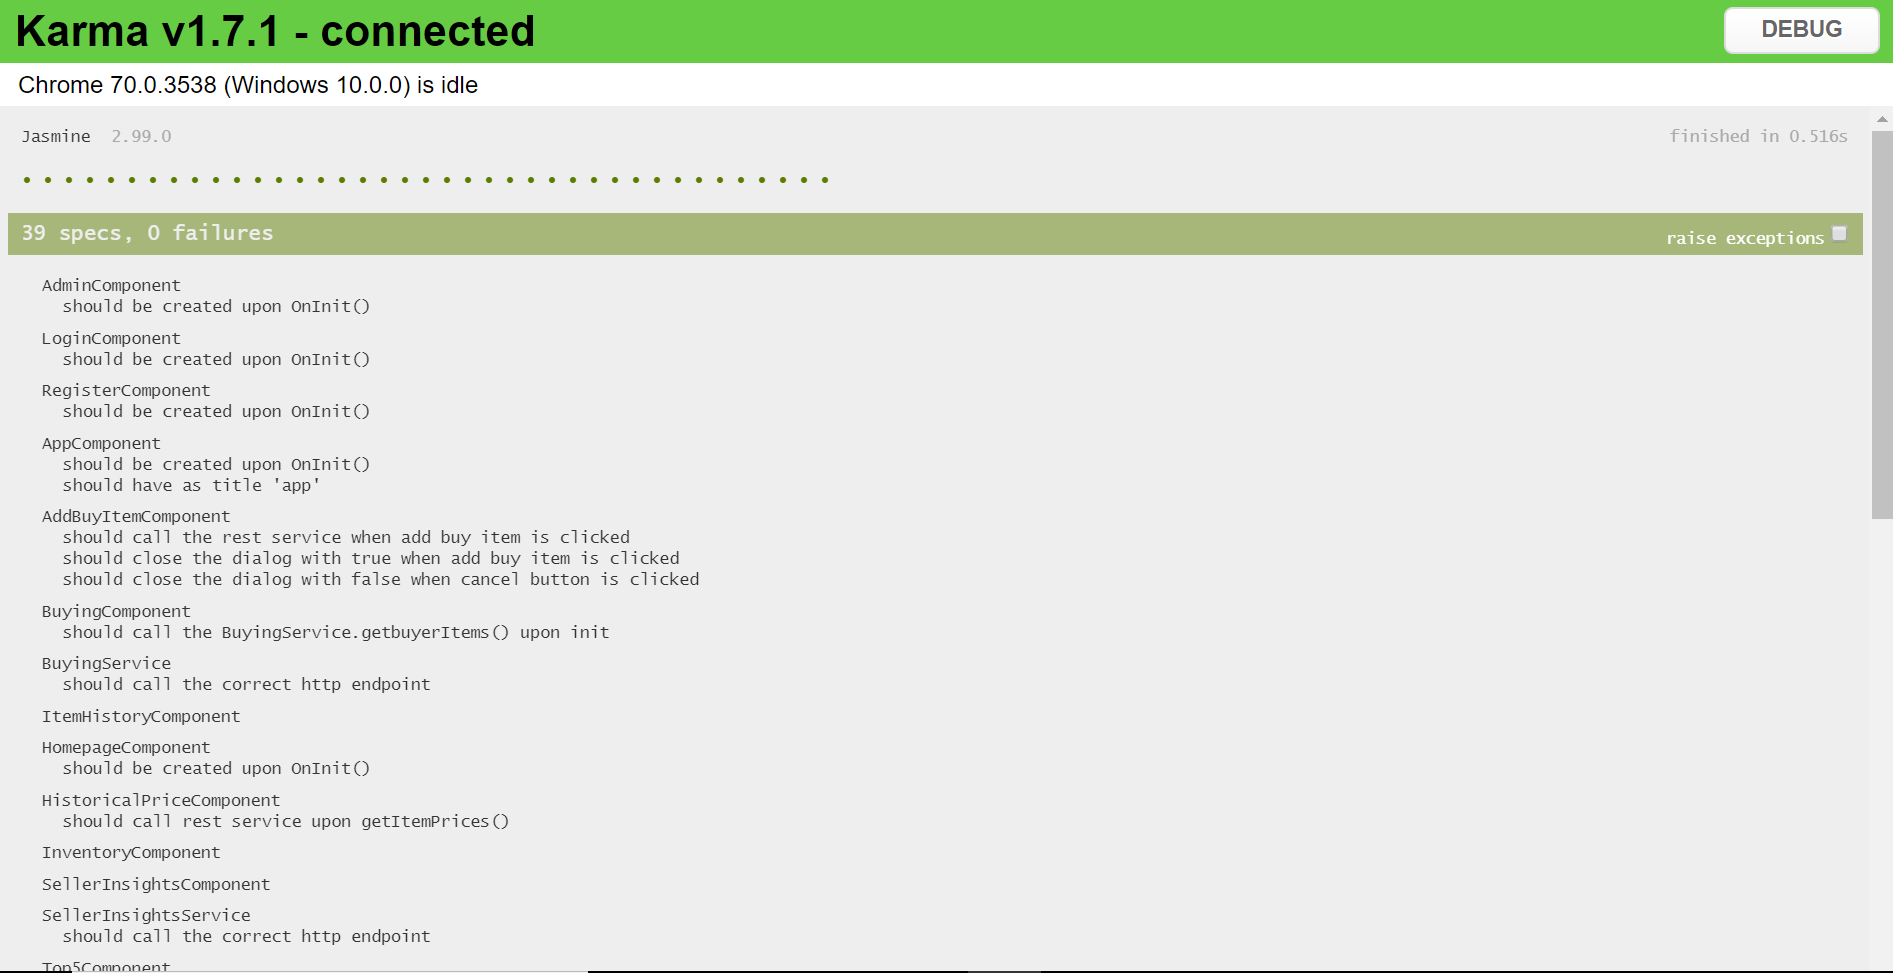 Karma v1.7.1 - connected
DEBUG
Chrome 70.0.3538 (Windows 10.0.0) is idle
Jasmine 2.99.0
finished in 0.516s
39 specs, 0 failures
raise exceptions
AdminComponent
should be created upon OnInit()
LoginComponent
should be created upon OnInit()
RegisterComponent
should be created upon OnInit()
AppComponent
should be created upon OnInit()
should have as title 'app'
AddBuyItemComponent
should call the rest service when add buy item is clicked
should close the dialog with true when add buy item is clicked
should close the dialog with false when cancel button is clicked
BuyingComponent
should call the BuyingService.getbuyerItems() upon init
BuyingService
should call the correct http endpoint
ItemHistoryComponent
HomepageComponent
should be created upon OnInit()
HistoricalPriceComponent
should call rest service upon getItemPrices()
InventoryComponent
SellerInsightsComponent
SellerInsightsService
should call the correct http endpoint
Top5Component